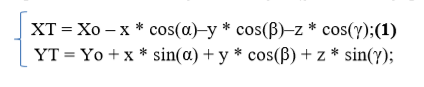 XT = Xo – x * cos(α)–y * cos(β)–z * cos(γ);(1)
YT = Yo + x * sin(α) + y * cos(β) + z * sin(γ);